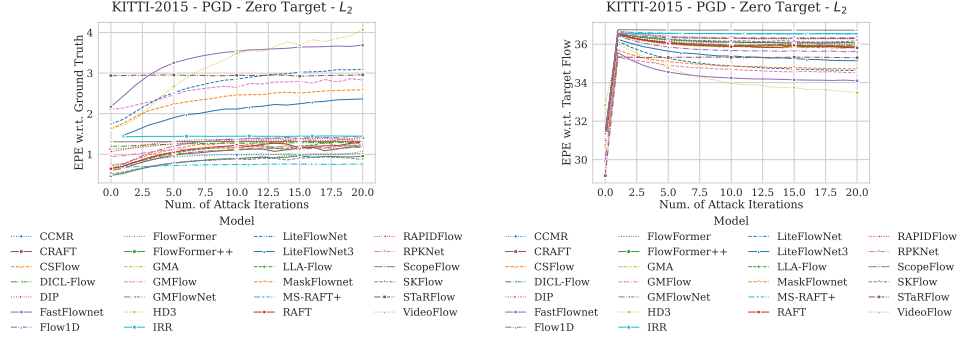 KITTI-2015 - PGD - Zero Target - L2
EPE w.r.t. Ground Truth
4
3
2
1
0.0 2.5 5.0 7.5 10.0 12.5 15.0 17.5 20.0
Num. of Attack Iterations
Model
CCMR FlowFormer LiteFlowNet RAPIDFlow
CRAFT FlowFormer++ LiteFlowNet3 RPKNet
CSFlow GMA LLA-Flow ScopeFlow
DICL-Flow GMFlow MaskFlownet SKFlow
DIP GMFlowNet MS-RAFT+ STaRFlow
FastFlownet HD3 RAFT VideoFlow
Flow1D IRR
KITTI-2015 - PGD - Zero Target - L2
EPE w.r.t. Target Flow
36
34
32
30
0.0 2.5 5.0 7.5 10.0 12.5 15.0 17.5 20.0
Num. of Attack Iterations
Model
CCMR FlowFormer LiteFlowNet RAPIDFlow
CRAFT FlowFormer++ LiteFlowNet3 RPKNet
CSFlow GMA LLA-Flow ScopeFlow
DICL-Flow GMFlow MaskFlownet SKFlow
DIP GMFlowNet MS-RAFT+ STaRFlow
FastFlownet HD3 RAFT VideoFlow
Flow1D IRR